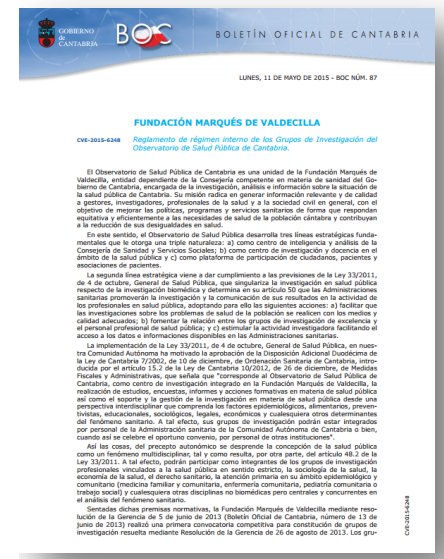 GOBIERNO
de
CANTABRIA
BOC
BOLETÍN OFICIAL DE CANTABRIA
LUNES, 11 DE MAYO DE 2015 - BOC NÚM. 87
FUNDACIÓN MARQUÉS DE VALDECILLA
CVE-2015-6248 Reglamento de régimen interno de los Grupos de Investigación del
Observatorio de Salud Pública de Cantabria.
El Observatorio de Salud Pública de Cantabria es una unidad de la Fundación Marqués de
Valdecilla, entidad dependiente de la Consejería competente en materia de sanidad del Go-
bierno de Cantabria, encargada de la investigación, análisis e información sobre la situación de
la salud pública de Cantabria. Su misión radica en generar información relevante y de calidad
a gestores, investigadores, profesionales de la salud y a la sociedad civil en general, con el
objetivo de mejorar las políticas, programas y servicios sanitarios de forma que respondan
equitativa y eficientemente a las necesidades de salud de la población cántabra y contribuyan
a la reducción de sus desigualdades en salud.
En este sentido, el Observatorio de Salud Pública desarrolla tres líneas estratégicas funda-
mentales que le otorga una triple naturaleza: a) como centro de inteligencia y análisis de la
Consejería de Sanidad y Servicios Sociales; b) como centro de investigación y docencia en el
ámbito de la salud pública y c) como plataforma de participación de ciudadanos, pacientes y
asociaciones de pacientes.
La segunda línea estratégica viene a dar cumplimiento a las previsiones de la Ley 33/2011,
de 4 de octubre, General de Salud Pública, que singulariza la investigación en salud pública
respecto de la investigación biomédica y determina en su artículo 50 que las Administraciones
sanitarias promoverán la investigación y la comunicación de sus resultados en la actividad de
los profesionales en salud pública, adoptando para ello las siguientes acciones: a) facilitar que
las investigaciones sobre los problemas de salud de la población se realicen con los medios y
calidad adecuados; b) fomentar la relación entre los grupos de investigación de excelencia y
el personal profesional de salud pública; y c) estimular la actividad investigadora facilitando el
acceso a los datos e informaciones disponibles en las Administraciones sanitarias.
La implementación de la Ley 33/2011, de 4 de octubre, General de Salud Pública, en nues-
tra Comunidad Autónoma ha motivado la aprobación de la Disposición Adicional Duodécimo de
la Ley de Cantabria 7/2002, de 10 de diciembre, de Ordenación Sanitaria de Cantabria, intro-
ducida por el artículo 15.2 de la Ley de Cantabria 10/2012, de 26 de diciembre, de Medidas
Fiscales y Administrativas, que señala que "corresponde al Observatorio de Salud Pública de
Cantabria, como centro de investigación integrado en la Fundación Marqués de Valdecilla, la
realización de estudios, encuestas, informes y acciones formativas en materia de salud pública
así como el soporte y la gestión de la investigación en materia de salud pública desde una
perspectiva interdisciplinar que comprenda los factores epidemiológicos, alimentarios, preven-
tivistas, educacionales, sociológicos, legales, económicos y cualesquiera otros determinantes
del fenómeno sanitario. A tal efecto, sus grupos de investigación podrán estar integrados
por personal de la Administración sanitaria de la Comunidad Autónoma de Cantabria o bien,
cuando así se celebre el oportuno convenio, por personal de otras instituciones".
Así las cosas, del precepto autonómico se desprende la concepción de la salud pública
como un fenómeno multidisciplinar, tal y como resulta, por otra parte, del artículo 48.2 de la
Ley 33/2011. A tal efecto, podrán participar como integrantes de los grupos de investigación
profesionales vinculados a la salud pública en sentido estricto, la sociología de la salud, la
economía de la salud, el derecho sanitario, la atención primaria en su ámbito epidemiológico y
comunitario (medicina familiar y comunitaria, enfermería comunitaria, pediatría comunitaria o
trabajo social) y cualesquiera otras disciplinas no biomédicas pero centrales y concurrentes en
el análisis del fenómeno sanitario.
Sentadas dichas premisas normativas, la Fundación Marqués de Valdecilla mediante reso-
lución de la Gerencia de 5 de junio de 2013 (Boletín Oficial de Cantabria, número de 13 de
junio de 2013) realizó una primera convocatoria competitiva para constitución de grupos de
investigación resuelta mediante Resolución de la Gerencia de 26 de agosto de 2013. Los gru-
CVE-2015-6248